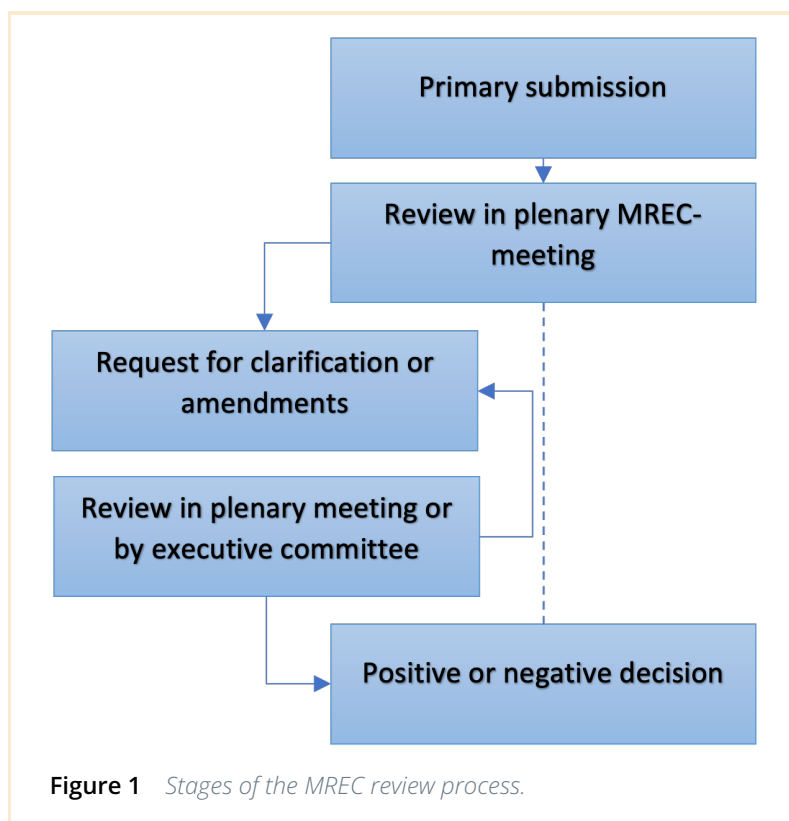 Primary submission
Review in plenary MREC-
meeting
Request for clarification or
amendments
Review in plenary meeting or
by executive committee
Positive or negative decision
Figure 1 Stages of the MREC review process.